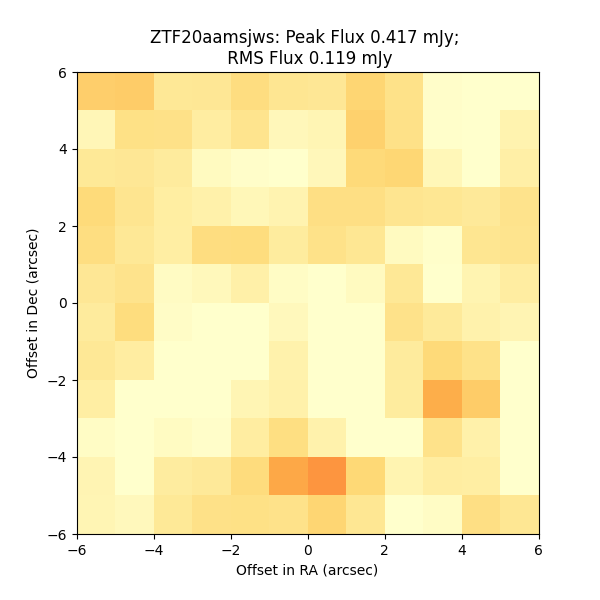 ZTF20aamsjws: Peak Flux 0.417 mJy;
RMS Flux 0.119 mJy
6
4
2
0
−2
−4
−6
Offset in Dec (arcsec)
−6 −4 −2 0 2 4 6
Offset in RA (arcsec)